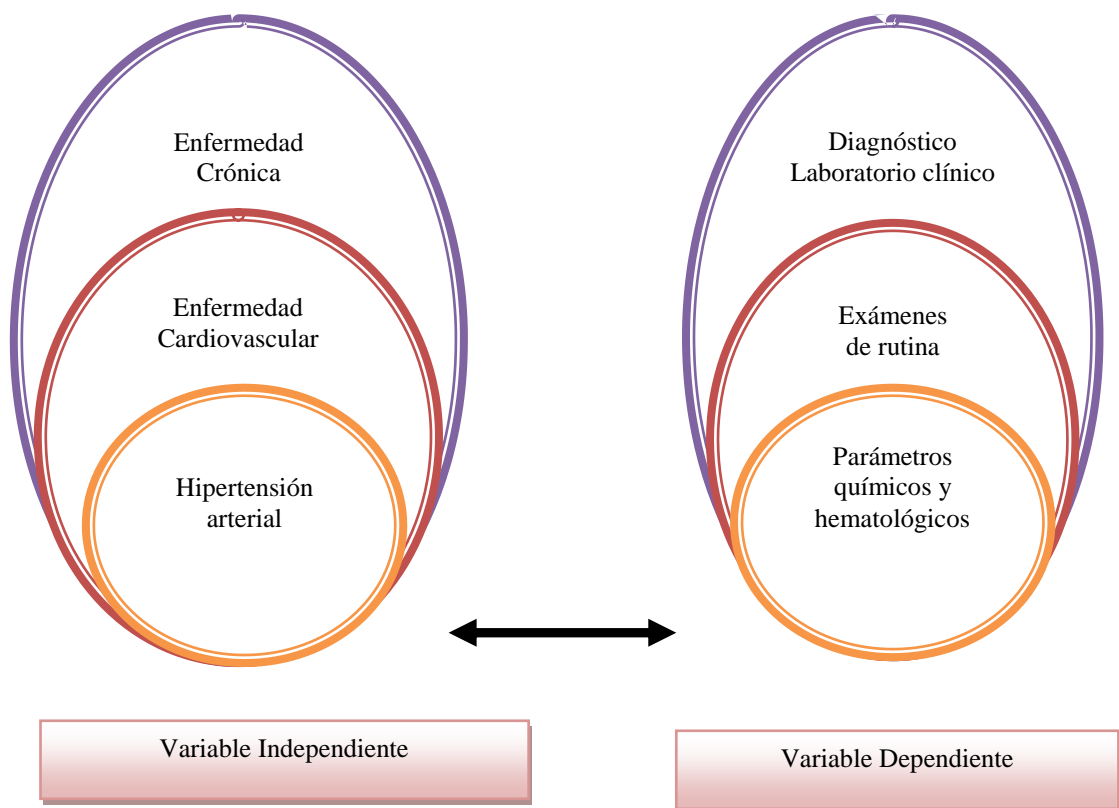 Enfermedad
Crónica
Enfermedad
Cardiovascular
Hipertensión
arterial
Variable Independiente
Diagnóstico
Laboratorio clínico
Exámenes
de rutina
Parámetros
químicos y
hematológicos
Variable Dependiente